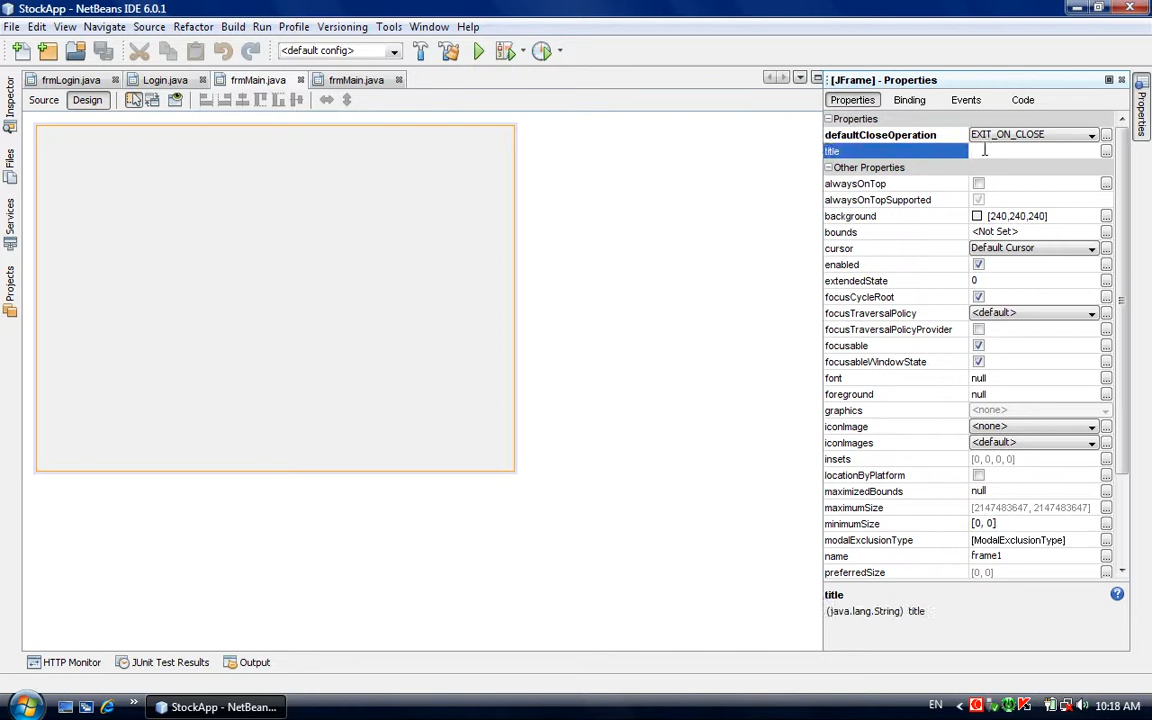 StockApp - NetBeans IDE 6.0.1
File Edit View Navigate Source Refactor Build Run Profile Versioning Tools Window Help
<default config>
frmLogin.java Login.java frmMain.java frmMain.java [JFrame] - Properties
Source Design Properties Binding Events Code
Inspector
Files
Services
Projects
Properties
Properties
defaultCloseOperation EXIT_ON_CLOSE
title
Other Properties
alwaysOnTop
alwaysOnTopSupported
background [240,240,240]
bounds <Not Set>
cursor Default Cursor
enabled
extendedState 0
focusCycleRoot
focusTraversalPolicy <default>
focusTraversalPolicyProvider
focusable
focusableWindowState
font null
foreground null
graphics <none>
iconImage <none>
iconImages <default>
insets [0, 0, 0, 0]
locationByPlatform
maximizedBounds null
maximumSize [2147483647, 2147483647]
minimumSize [0, 0]
modalExclusionType [ModalExclusionType]
name frame1
preferredSize [0, 0]
title
(java.lang.String) title
HTTP Monitor JUnit Test Results Output
StockApp - NetBean... EN 10:18 AM